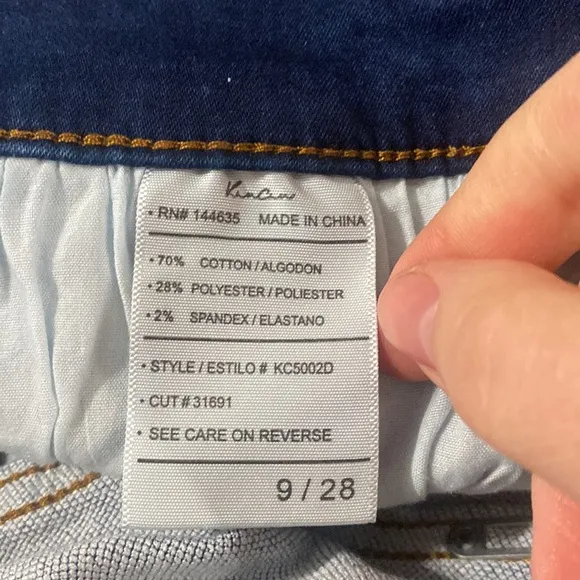 KanCan
• RN# 144635 MADE IN CHINA
• 70% COTTON / ALGODON
• 28% POLYESTER / POLIESTER
• 2% SPANDEX / ELASTANO
• STYLE / ESTILO # KC5002D
• CUT # 31691
• SEE CARE ON REVERSE
9 / 28